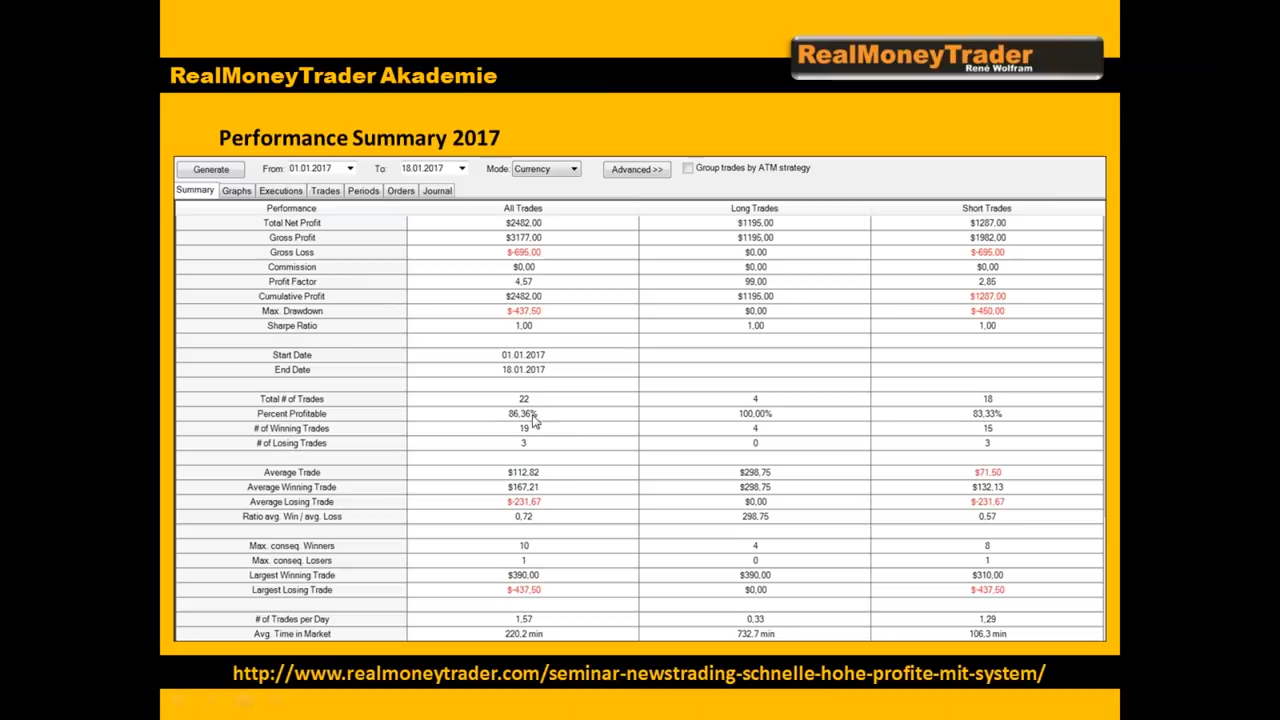 RealMoneyTrader
René Wolfram
RealMoneyTrader Akademie
Performance Summary 2017
Generate From: 01.01.2017 To: 18.01.2017 Mode: Currency Advanced >> Group trades by ATM strategy
Summary Graphs Executions Trades Periods Orders Journal
Performance All Trades Long Trades Short Trades
Total Net Profit $2482,00 $1195,00 $1287,00
Gross Profit $3177,00 $1195,00 $1982,00
Gross Loss $-695,00 $0,00 $-695,00
Commission $0,00 $0,00 $0,00
Profit Factor 4,57 99,00 2,85
Cumulative Profit $2482,00 $1195,00 $1287,00
Max. Drawdown $-437,50 $0,00 $-450,00
Sharpe Ratio 1,00 1,00 1,00
Start Date 01.01.2017
End Date 18.01.2017
Total # of Trades 22 4 18
Percent Profitable 86,36% 100,00% 83,33%
# of Winning Trades 19 4 15
# of Losing Trades 3 0 3
Average Trade $112,82 $298,75 $71,50
Average Winning Trade $167,21 $298,75 $132,13
Average Losing Trade $-231,67 $0,00 $-231,67
Ratio avg. Win / avg. Loss 0,72 298,75 0,57
Max. conseq. Winners 10 4 8
Max. conseq. Losers 1 0 1
Largest Winning Trade $390,00 $390,00 $310,00
Largest Losing Trade $-437,50 $0,00 $-437,50
# of Trades per Day 1,57 0,33 1,29
Avg. Time in Market 220,2 min 732,7 min 106,3 min
http://www.realmoneytrader.com/seminar-newstrading-schnelle-hohe-profite-mit-system/